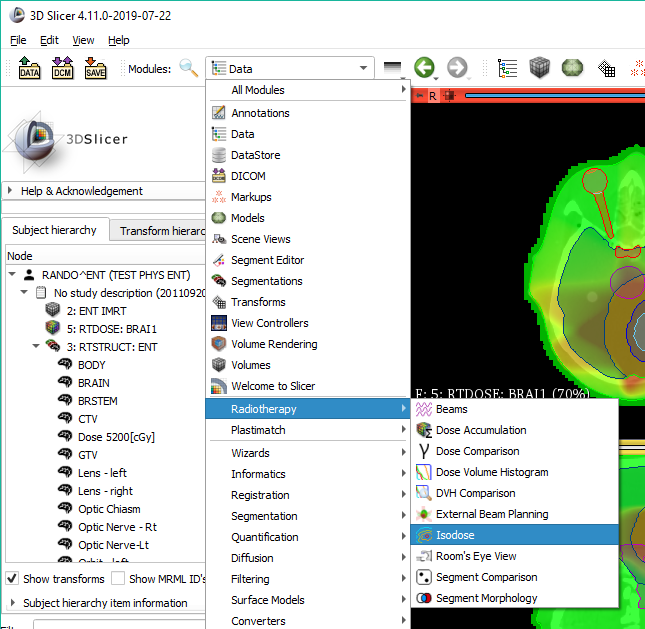 3D Slicer 4.11.0-2019-07-22
File Edit View Help
DATA DCM SAVE Modules: Data
All Modules
Annotations
Data
DataStore
DICOM
Markups
Models
Scene Views
Segment Editor
Segmentations
Transforms
View Controllers
Volume Rendering
Volumes
Welcome to Slicer
Radiotherapy
Plastimatch
Wizards
Informatics
Registration
Segmentation
Quantification
Diffusion
Filtering
Surface Models
Converters
3DSlicer
Help & Acknowledgement
Subject hierarchy Transform hierarc
Node
RANDO^ENT (TEST PHYS ENT)
No study description (20110920
2: ENT IMRT
5: RTDOSE: BRAI1
3: RTSTRUCT: ENT
BODY
BRAIN
BRSTEM
CTV
Dose 5200[cGy]
GTV
Lens - left
Lens - right
Optic Chiasm
Optic Nerve - Rt
Optic Nerve-Lt
Orbit - left
Show transforms Show MRML ID's
Subject hierarchy item information
R
F: 5: RTDOSE: BRAI1 (70%)
Beams
Dose Accumulation
Dose Comparison
Dose Volume Histogram
DVH Comparison
External Beam Planning
Isodose
Room's Eye View
Segment Comparison
Segment Morphology